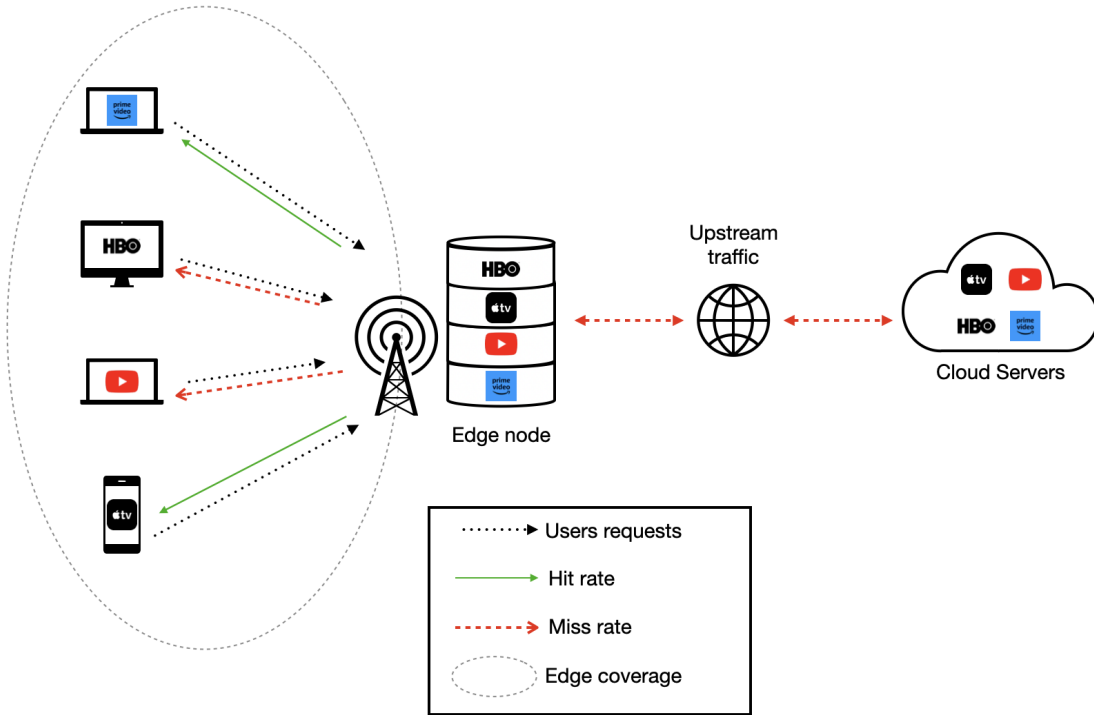 prime
video
HBO
tv
Edge node
HBO
tv
prime
video
Upstream
traffic
tv
HBO
prime
video
Cloud Servers
Users requests
Hit rate
Miss rate
Edge coverage